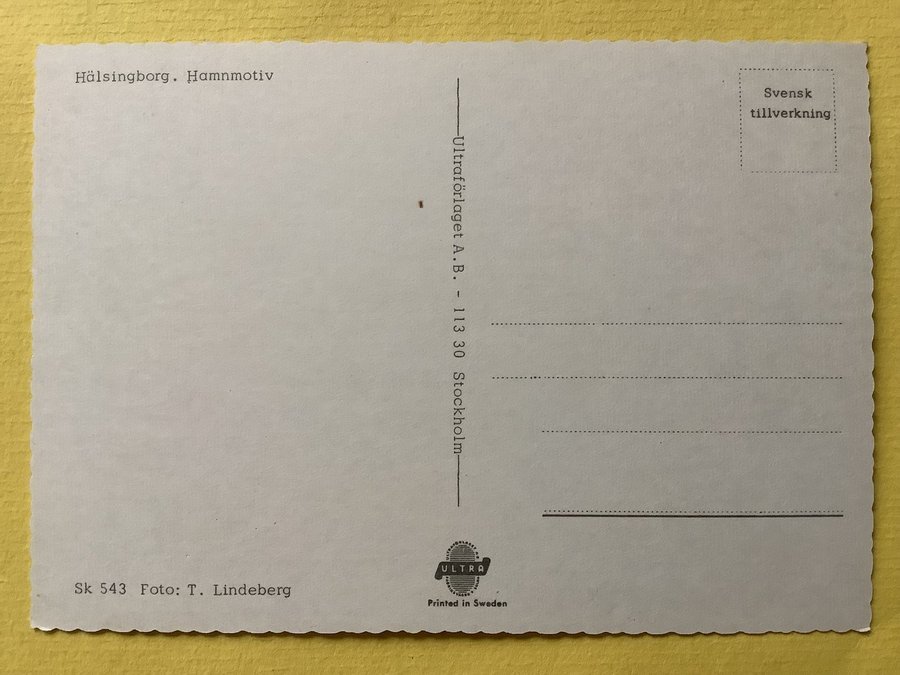 Hälsingborg. Hamnmotiv
Svensk
tillverkning
Ultraförlaget A.B. - 113 30 Stockholm
Sk 543 Foto: T. Lindeberg
ULTRA
Printed in Sweden